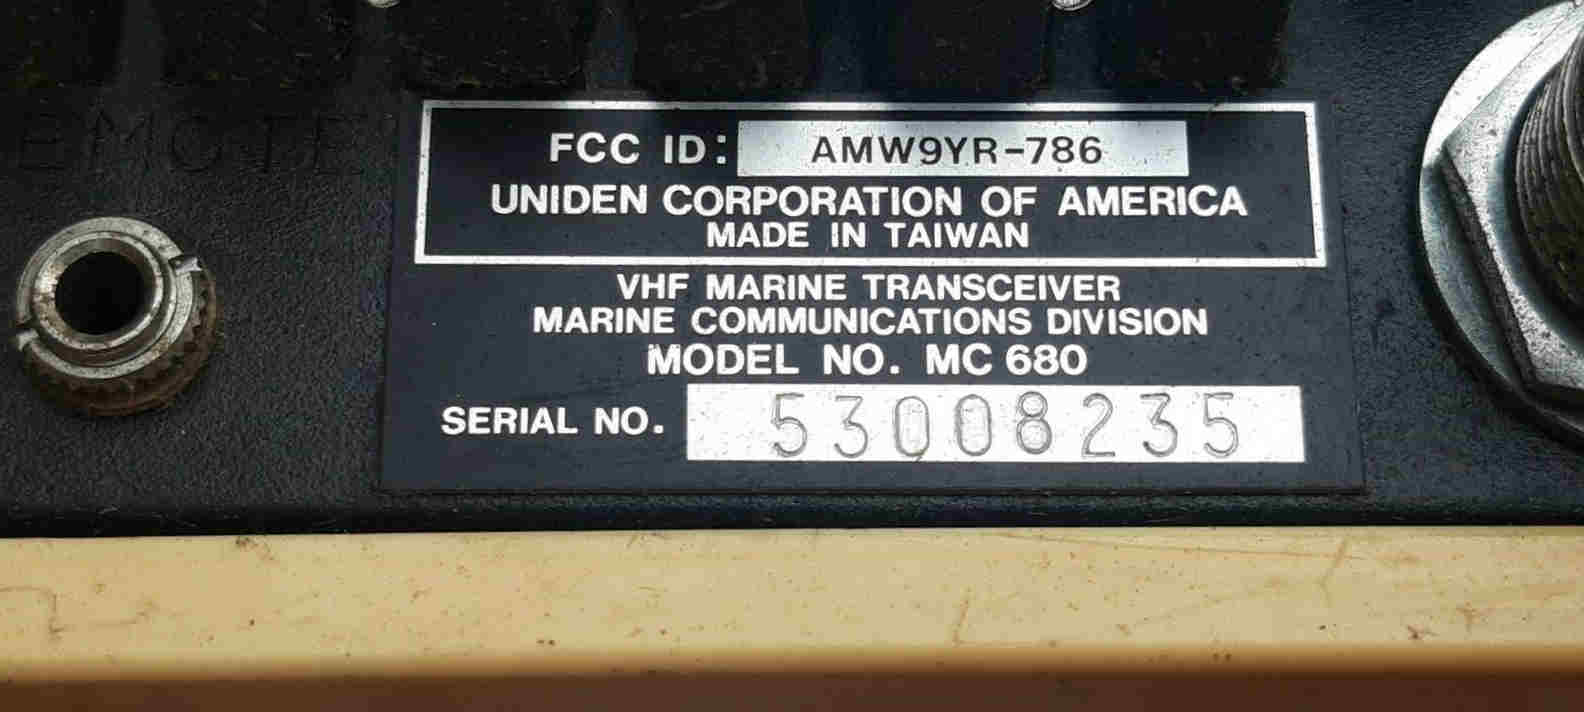 FCC ID: AMW9YR-786
UNIDEN CORPORATION OF AMERICA
MADE IN TAIWAN
VHF MARINE TRANSCEIVER
MARINE COMMUNICATIONS DIVISION
MODEL NO. MC 680
SERIAL NO. 53008235